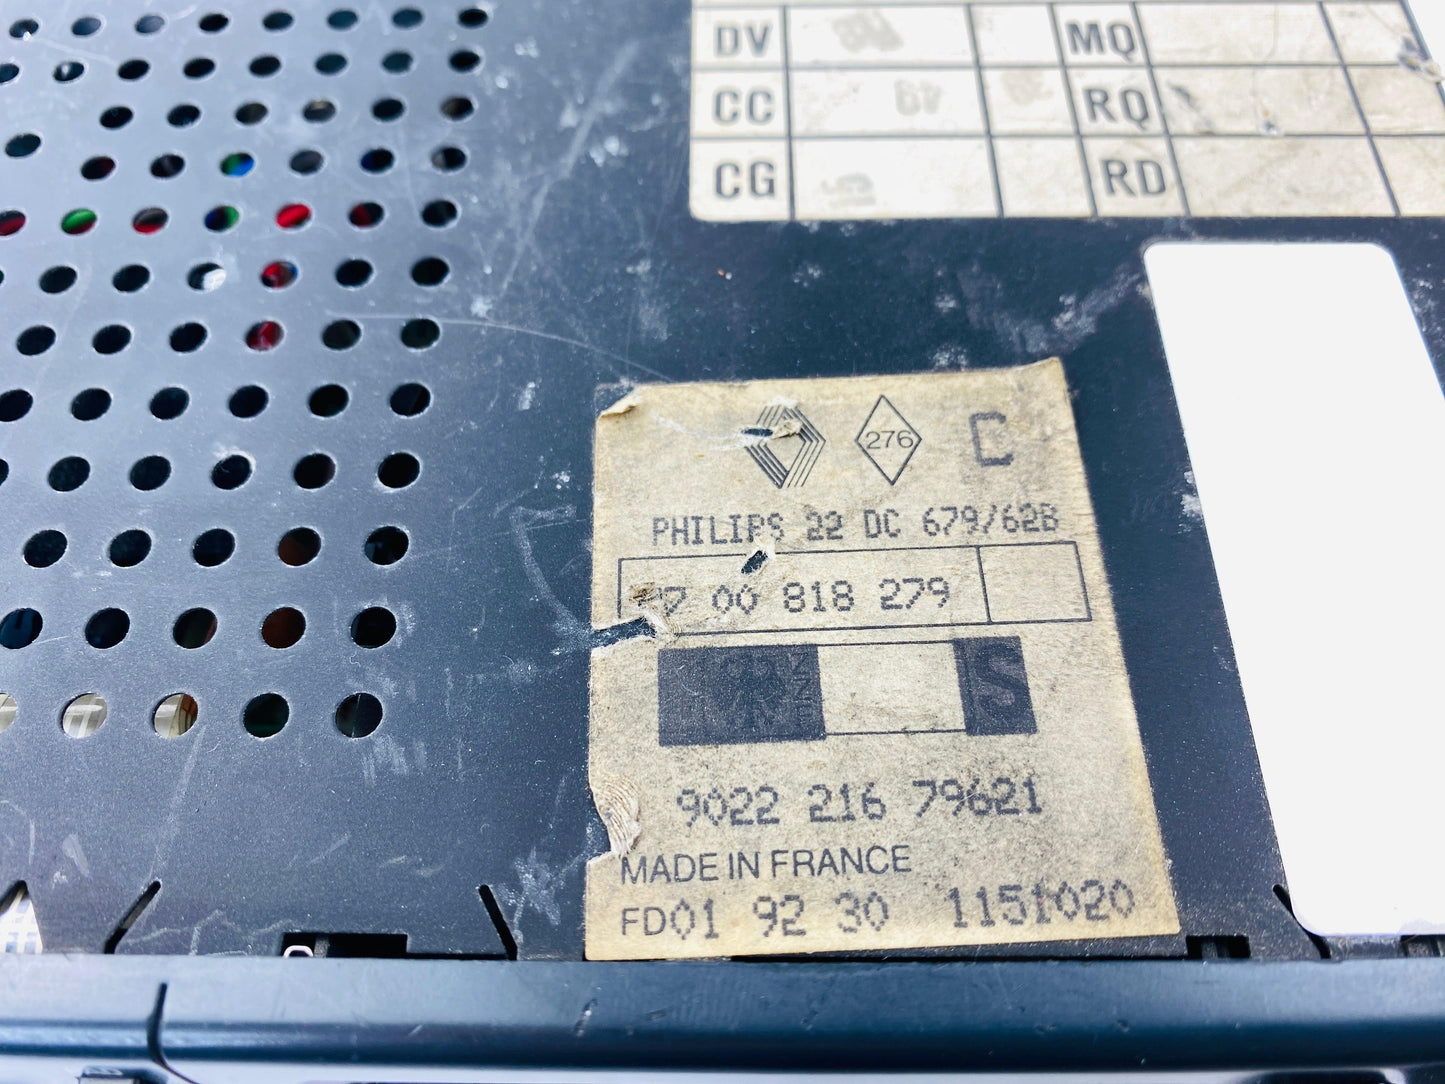 DV MQ
CC RQ
CG RD
276 C
PHILIPS 22 DC 679/62B
77 00 818 279
S
9022 216 79621
MADE IN FRANCE
FD01 92 30 1151020